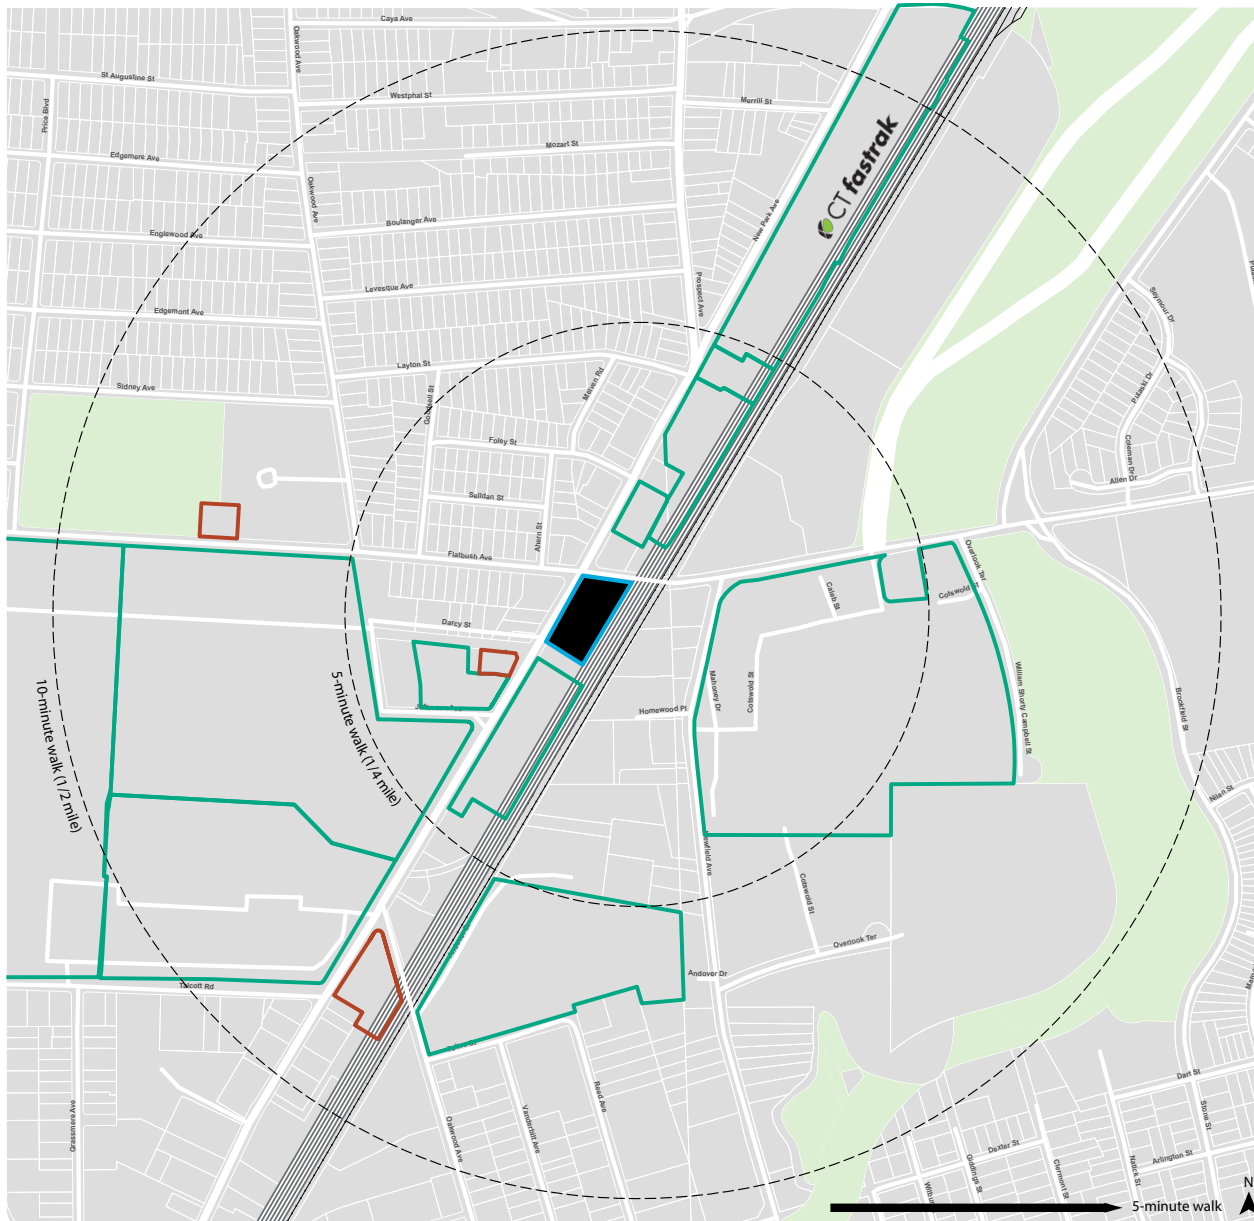 Caya Ave
Oakwood Ave
St Augustine St
Price Blvd
Westphal St
Merrill St
Mozart St
Edgemere Ave
Oakwood Ave
CT fastrak
Boulanger Ave
New Park Ave
Englewood Ave
Levesque Ave
Prospect Ave
Seymour Dr
Edgemont Ave
Layton St
Sidney Ave
Goodell St
Melven Rd
Pulaski Dr
Foley St
Coleman Dr
Allen Dr
Seldan St
Ahern St
Flatbush Ave
Overlook Ter
Caleb St
Cotswold St
Darcy St
Mahoney Dr
Cotswold St
William Shorty Campbell St
Brookfield St
5-minute walk (1/4 mile)
10-minute walk (1/2 mile)
Homewood Pl
Nilan St
Newfield Ave
Cotswold St
Overlook Ter
Andover Dr
Talcott Rd
Grassmere Ave
Oakwood Ave
Vanderbilt Ave
Reed Ave
Dart St
Stone St
Dexter St
Giddings St
Clermont St
Natick St
Arlington St
N
5-minute walk